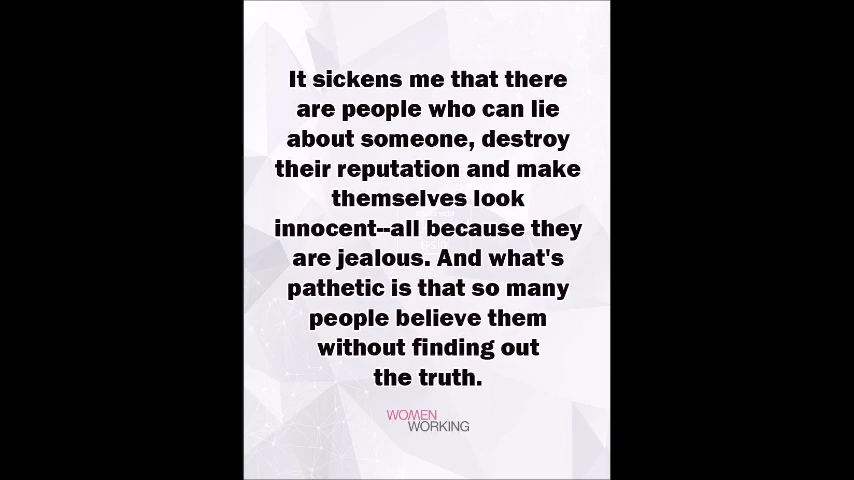 It sickens me that there
are people who can lie
about someone, destroy
their reputation and make
themselves look
innocent--all because they
are jealous. And what's
pathetic is that so many
people believe them
without finding out
the truth.
WOMEN
WORKING